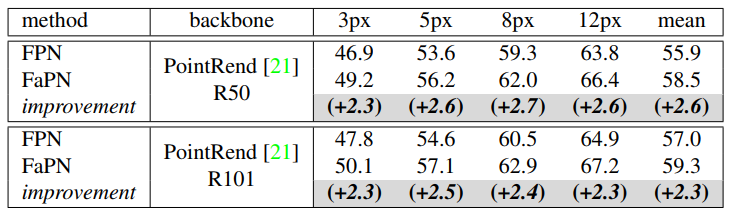 method backbone 3px 5px 8px 12px mean
FPN PointRend [21] R50 46.9 53.6 59.3 63.8 55.9
FaPN 49.2 56.2 62.0 66.4 58.5
improvement (+2.3) (+2.6) (+2.7) (+2.6) (+2.6)
FPN PointRend [21] R101 47.8 54.6 60.5 64.9 57.0
FaPN 50.1 57.1 62.9 67.2 59.3
improvement (+2.3) (+2.5) (+2.4) (+2.3) (+2.3)